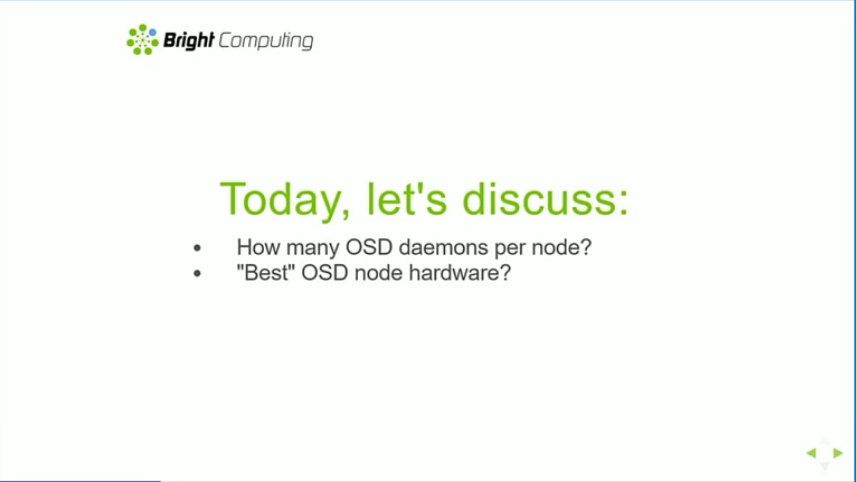 Bright Computing
Today, let's discuss:
• How many OSD daemons per node?
• "Best" OSD node hardware?